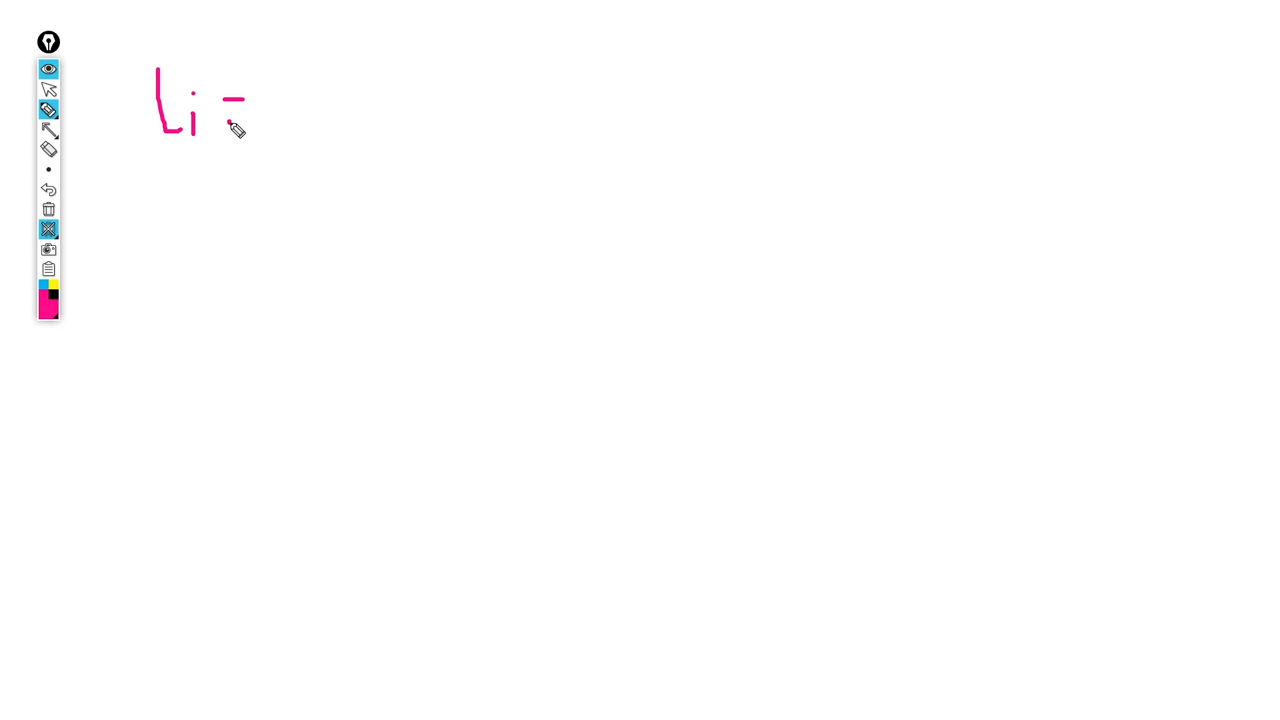 Li =